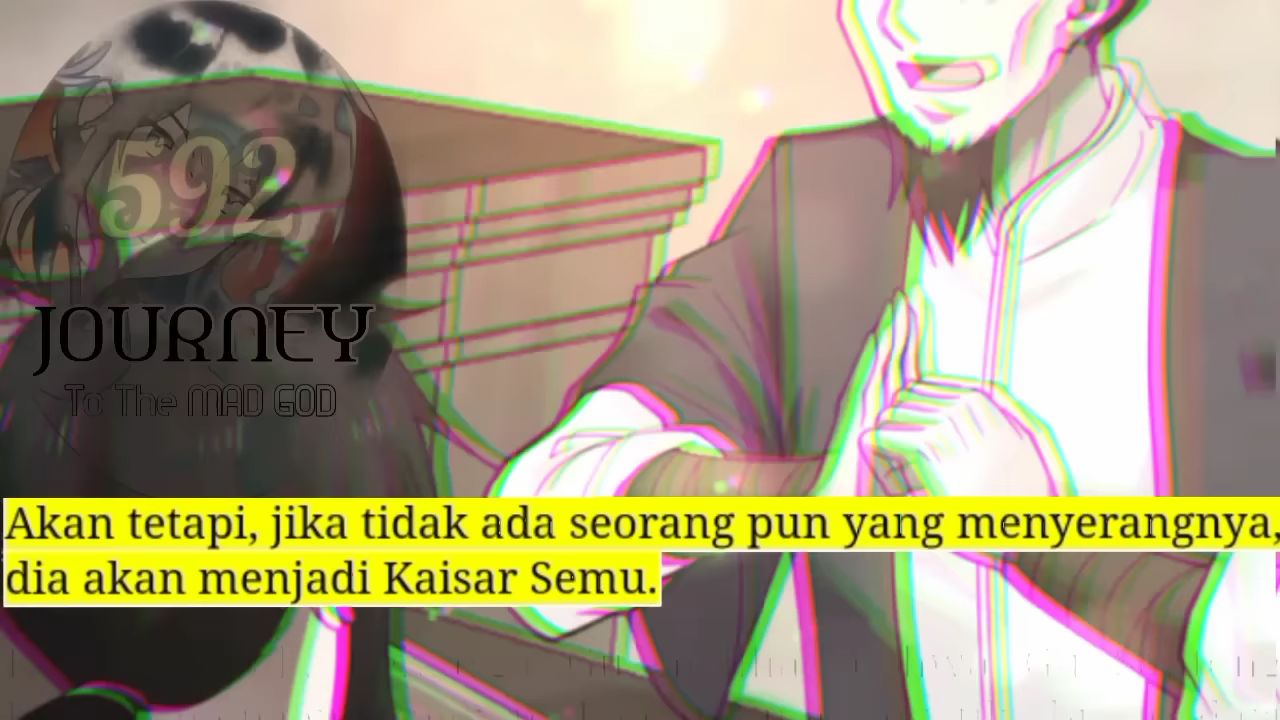 592
JOURNEY
To The MAD GOD
Akan tetapi, jika tidak ada seorang pun yang menyerangnya,
dia akan menjadi Kaisar Semu.